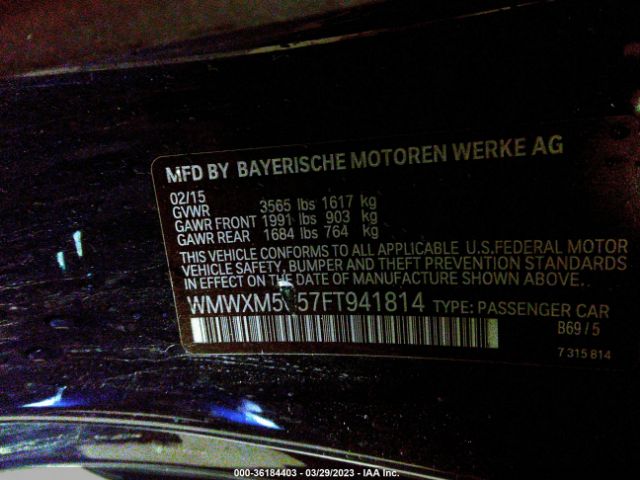 MFD BY BAYERISCHE MOTOREN WERKE AG
02/15
GVWR 3565 lbs 1617 kg
GAWR FRONT 1991 lbs 903 kg
GAWR REAR 1684 lbs 764 kg
THIS VEHICLE CONFORMS TO ALL APPLICABLE U.S.FEDERAL MOTOR
VEHICLE SAFETY, BUMPER AND THEFT PREVENTION STANDARDS
IN EFFECT ON THE DATE OF MANUFACTURE SHOWN ABOVE..
WMWXM5 57FT941814 TYPE: PASSENGER CAR
B69/5
7 315 814
000-36184403 - 03/29/2023 - IAA Inc.